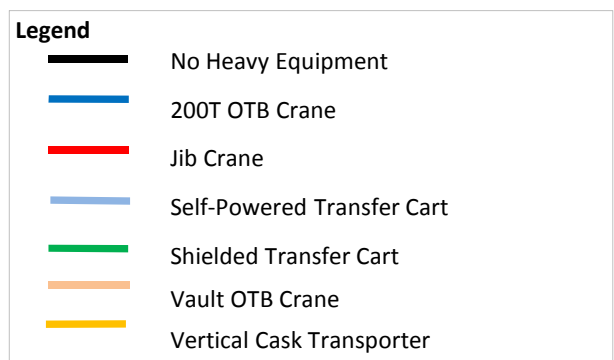 Legend
No Heavy Equipment
200T OTB Crane
Jib Crane
Self-Powered Transfer Cart
Shielded Transfer Cart
Vault OTB Crane
Vertical Cask Transporter